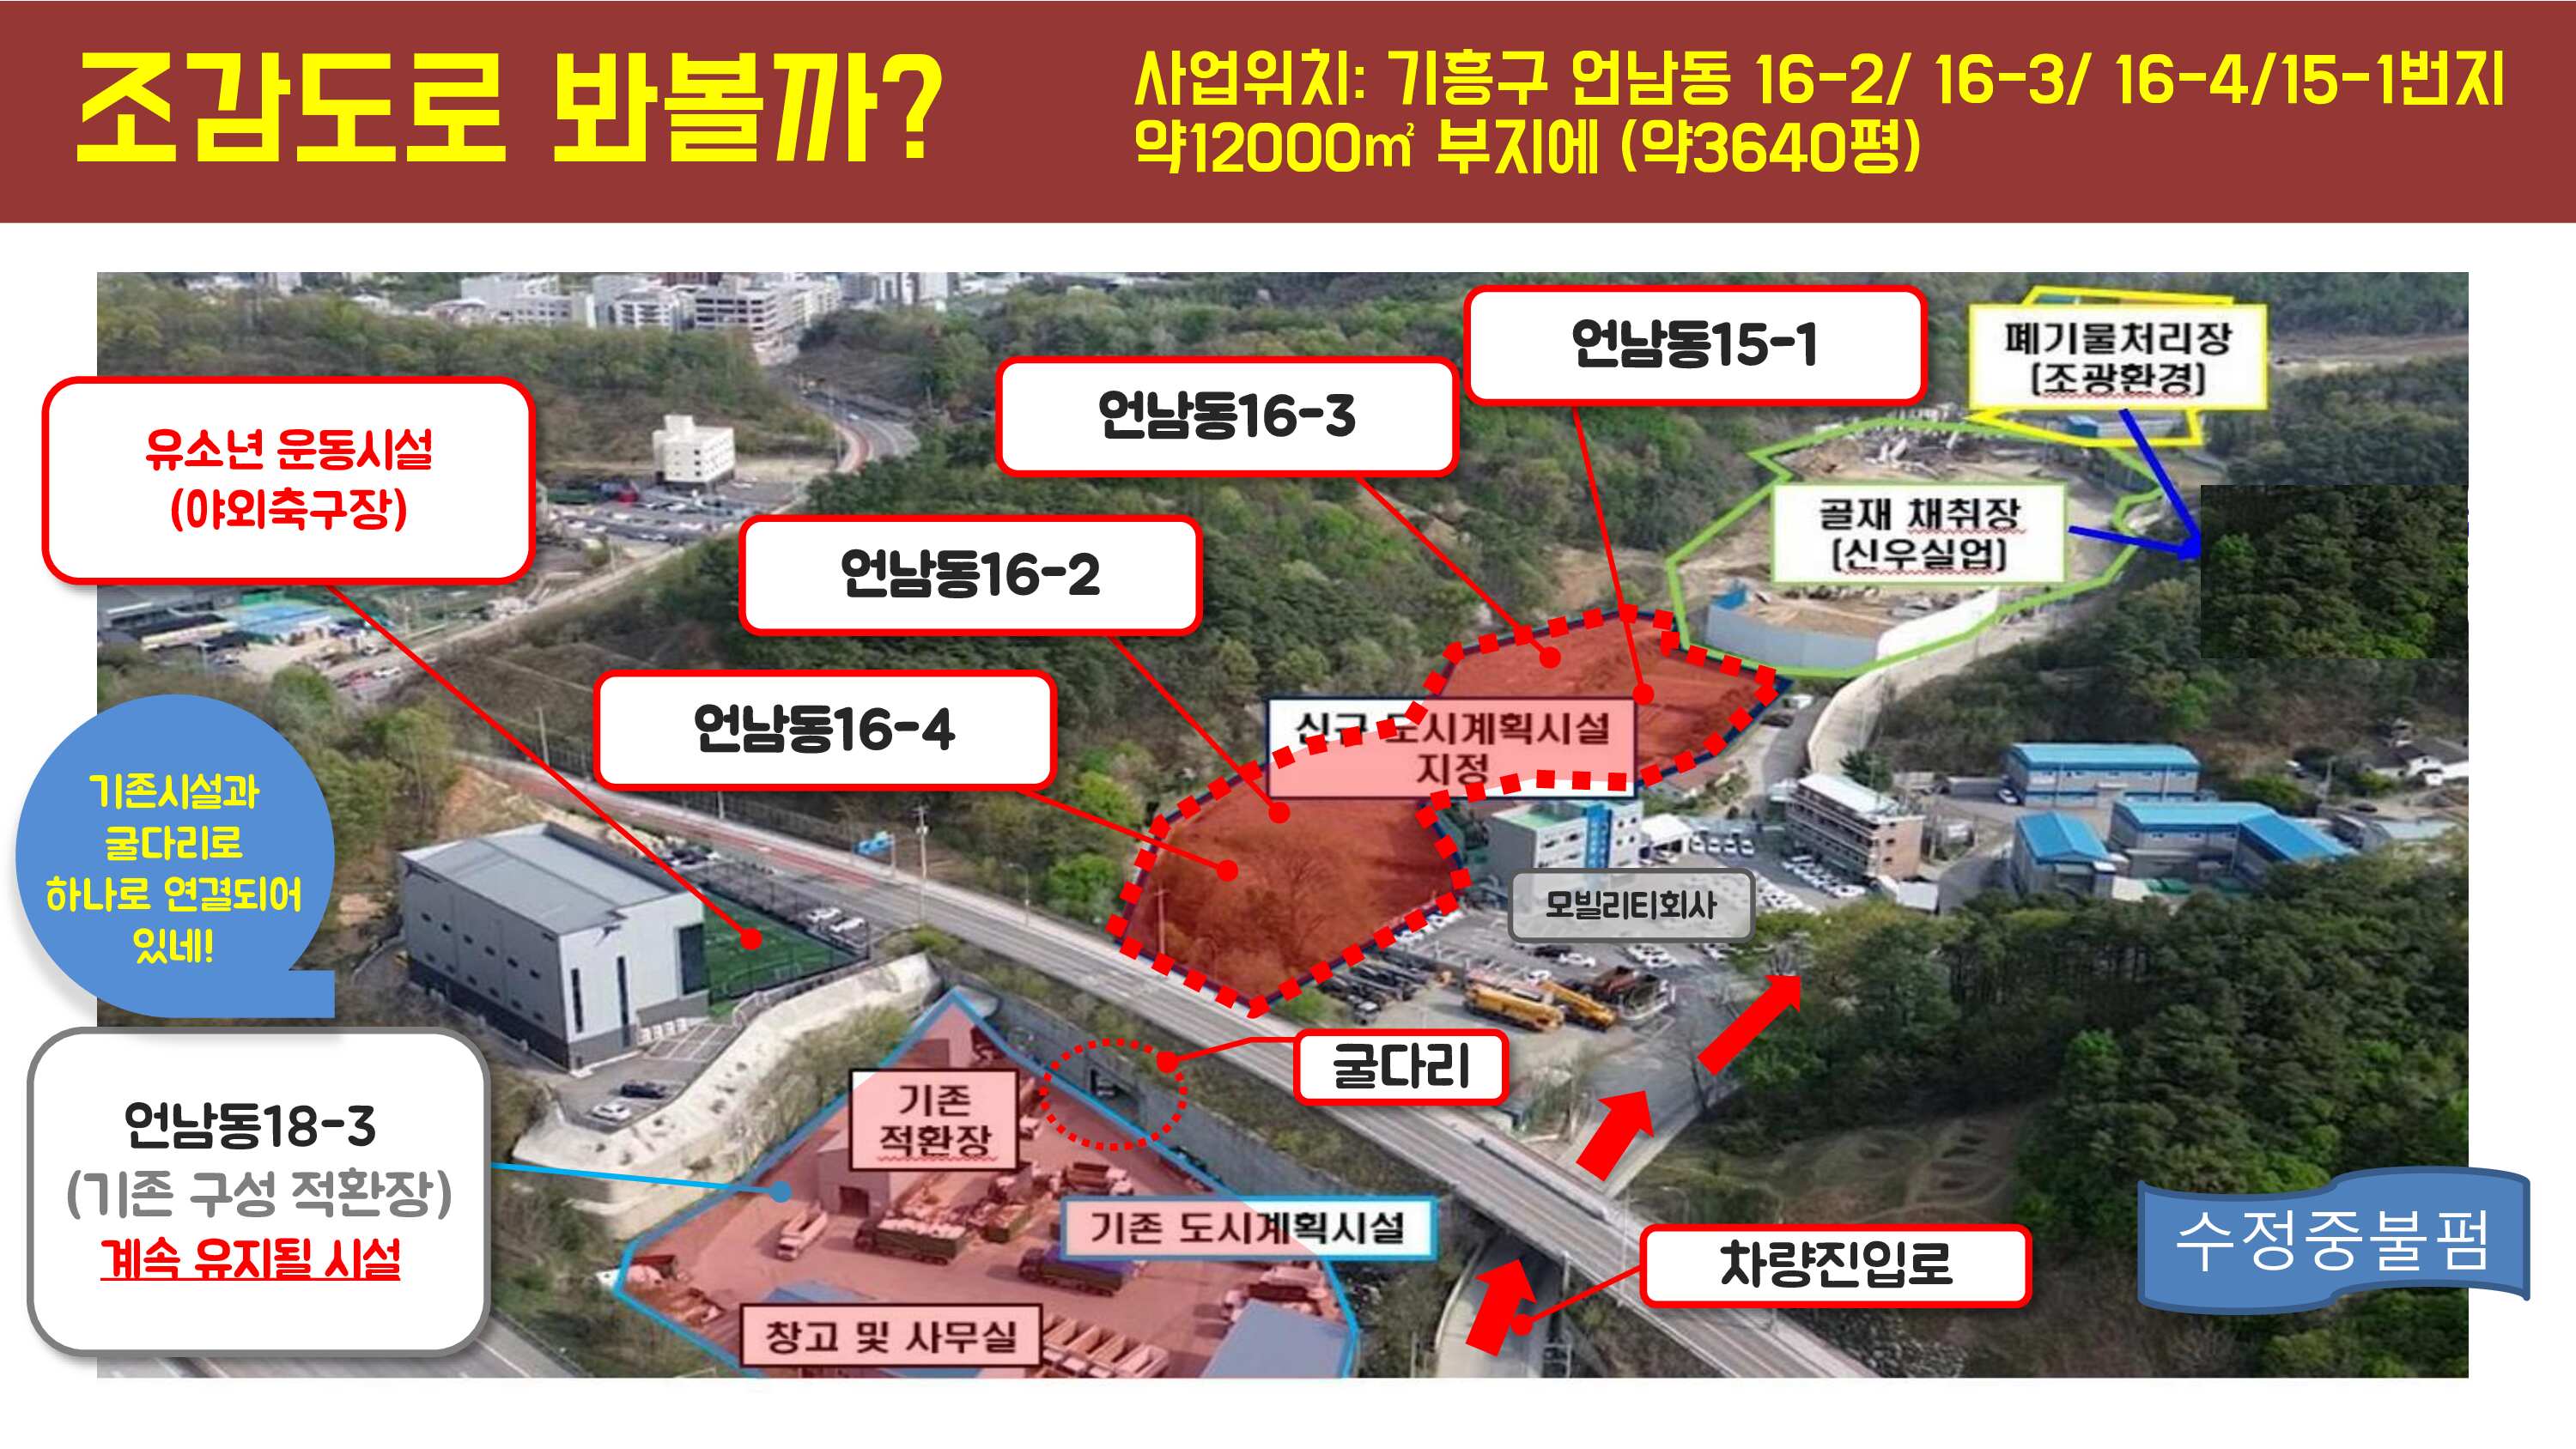 조감도로 봐볼까?
사업위치: 기흥구 언남동 16-2/ 16-3/ 16-4/15-1번지
약12000㎡ 부지에 (약3640평)
언남동15-1
폐기물처리장
(조광환경)
언남동16-3
유소년 운동시설
(야외축구장)
골재 채취장
(신우실업)
언남동16-2
언남동16-4
신규 도시계획시설
지정
기존시설과
굴다리로
하나로 연결되어
있네!
모빌리티회사
굴다리
기존
적환장
언남동18-3
(기존 구성 적환장)
계속 유지될 시설
기존 도시계획시설
수정중불펌
차량진입로
창고 및 사무실